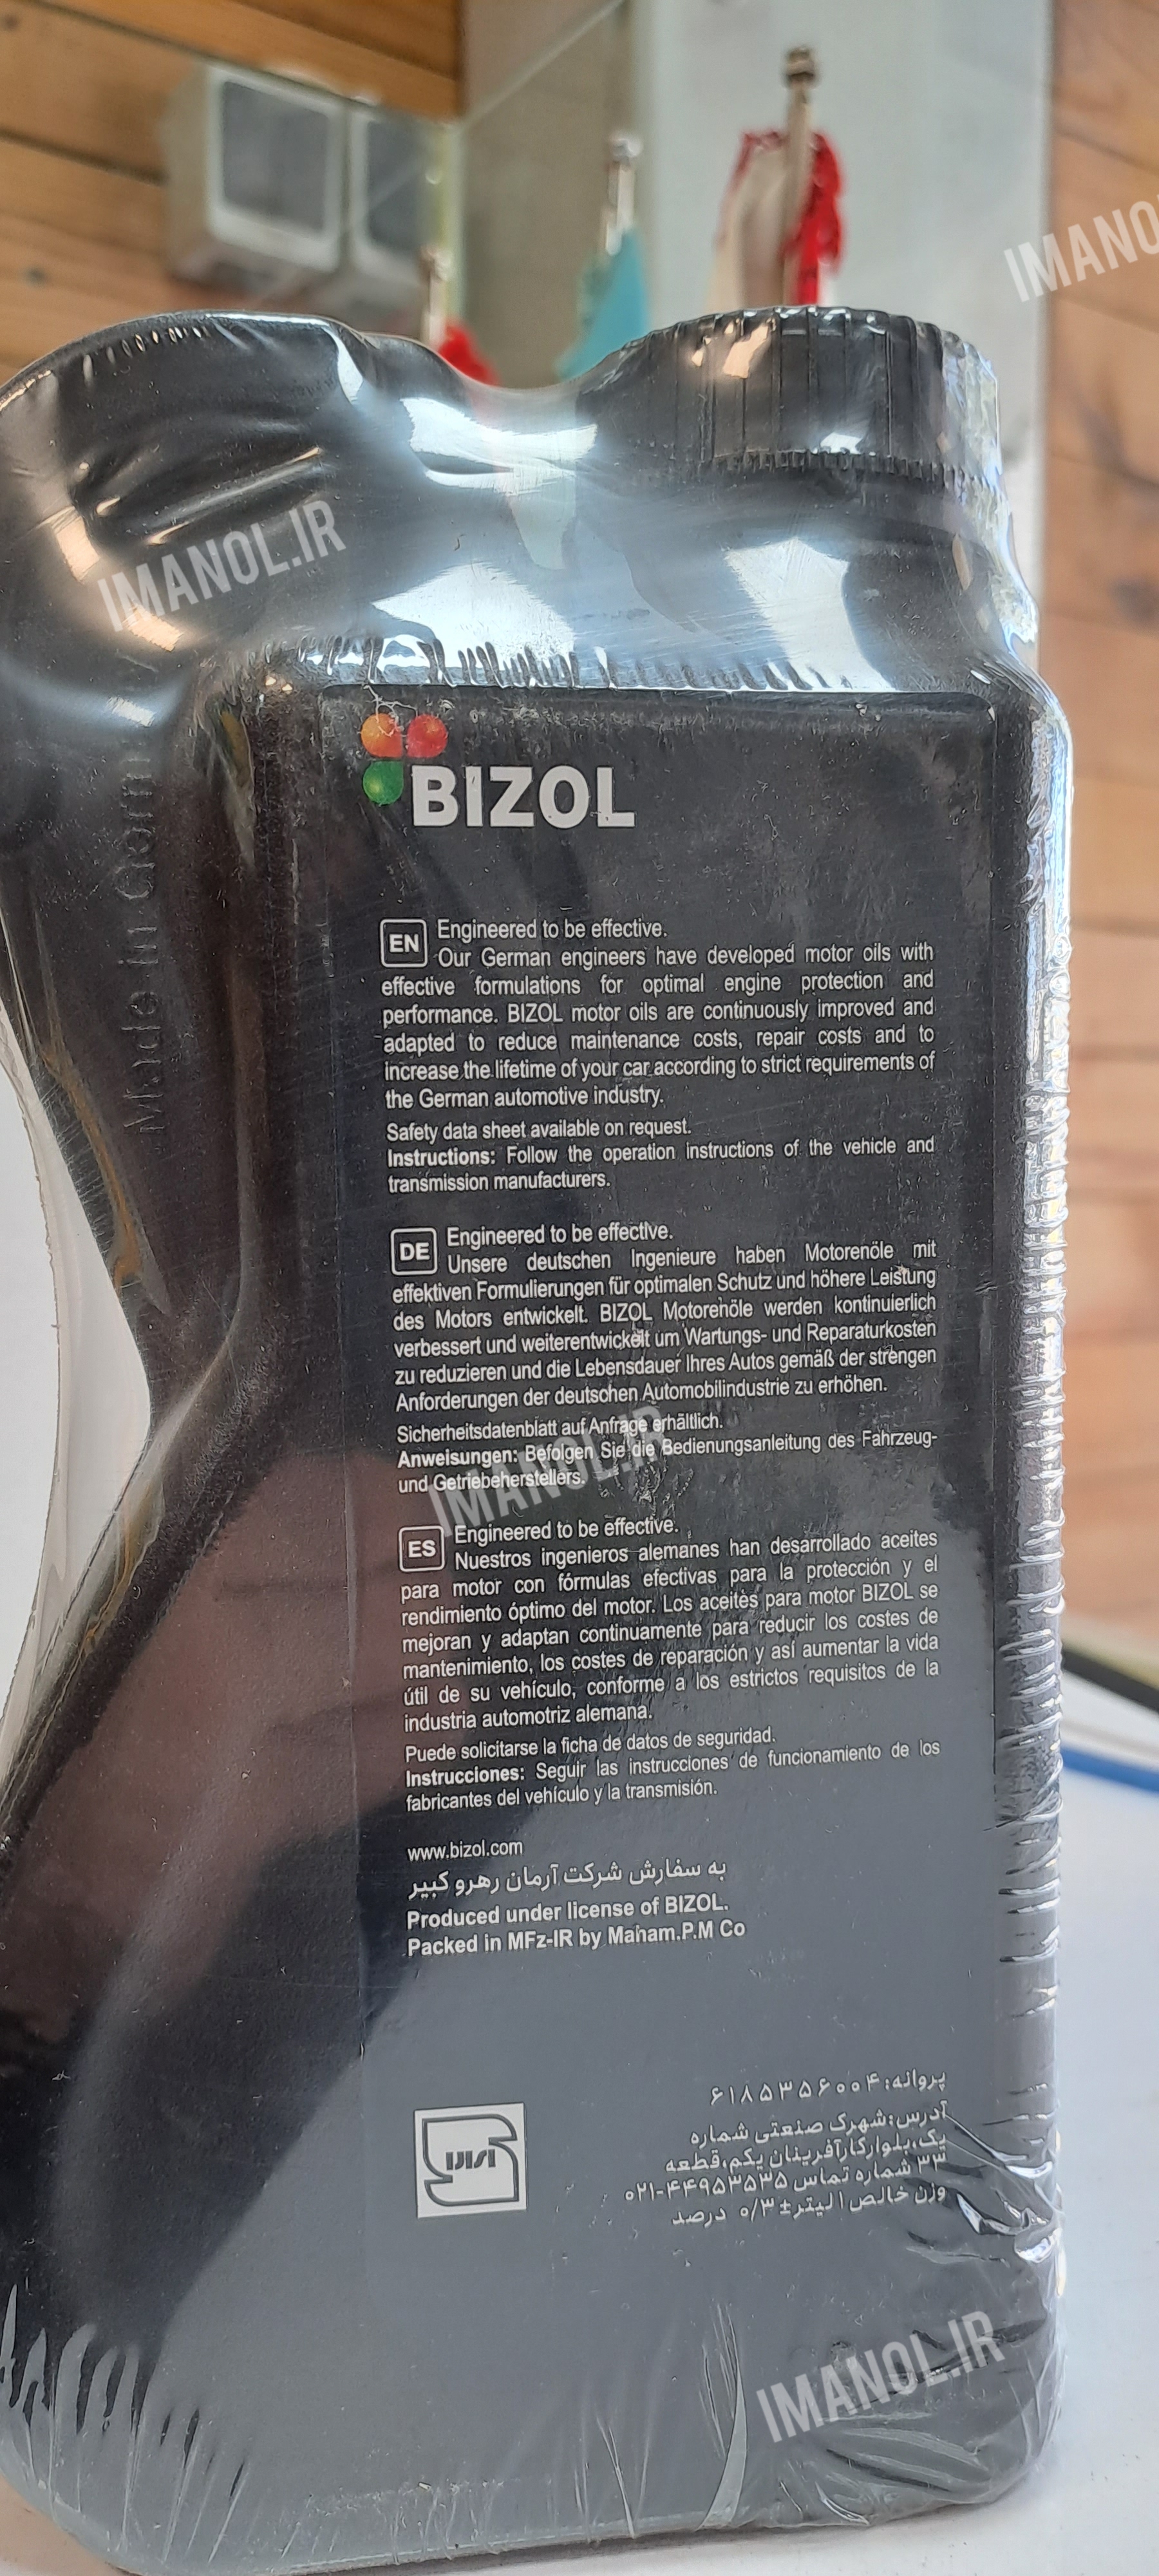 IMANOL.IR
BIZOL
Made in Germ
EN Engineered to be effective.
Our German engineers have developed motor oils with
effective formulations for optimal engine protection and
performance. BIZOL motor oils are continuously improved and
adapted to reduce maintenance costs, repair costs and to
increase the lifetime of your car according to strict requirements of
the German automotive industry.
Safety data sheet available on request.
Instructions: Follow the operation instructions of the vehicle and
transmission manufacturers.
DE Engineered to be effective.
Unsere deutschen Ingenieure haben Motorenöle mit
effektiven Formulierungen für optimalen Schutz und höhere Leistung
des Motors entwickelt. BIZOL Motorenöle werden kontinuierlich
verbessert und weiterentwickelt um Wartungs- und Reparaturkosten
zu reduzieren und die Lebensdauer Ihres Autos gemäß der strengen
Anforderungen der deutschen Automobilindustrie zu erhöhen.
Sicherheitsdatenblatt auf Anfrage erhältlich.
Anweisungen: Befolgen Sie die Bedienungsanleitung des Fahrzeug-
und Getriebeherstellers.
IMANOL.IR
ES Engineered to be effective.
Nuestros ingenieros alemanes han desarrollado aceites
para motor con fórmulas efectivas para la protección y el
rendimiento óptimo del motor. Los aceites para motor BIZOL se
mejoran y adaptan continuamente para reducir los costes de
mantenimiento, los costes de reparación y así aumentar la vida
útil de su vehículo, conforme a los estrictos requisitos de la
industria automotriz alemana.
Puede solicitarse la ficha de datos de seguridad.
Instrucciones: Seguir las instrucciones de funcionamiento de los
fabricantes del vehículo y la transmisión.
www.bizol.com
به سفارش شرکت آرمان رهرو کبیر
Produced under license of BIZOL.
Packed in MFz-IR by Maham.P.M Co
پروانه: ۶۱۸۵۳۵۶۰۰۴
آدرس:شهرک صنعتی شماره
یک،بلوارکارآفرینان یکم،قطعه
۳۳ شماره تماس ۴۴۹۵۳۵۳۵-۰۲۱
وزن خالص ۱ لیتر± ۰/۳ درصد
IMANOL.IR